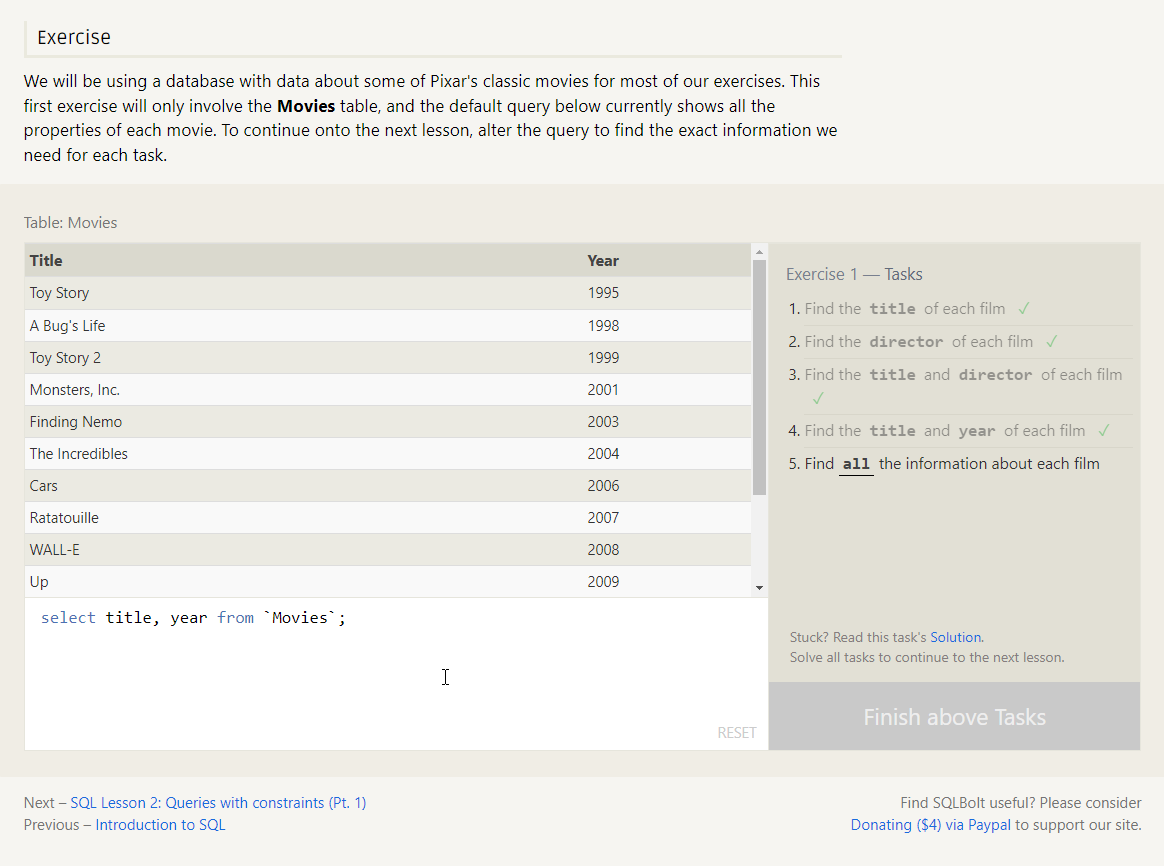 Exercise
We will be using a database with data about some of Pixar's classic movies for most of our exercises. This
first exercise will only involve the Movies table, and the default query below currently shows all the
properties of each movie. To continue onto the next lesson, alter the query to find the exact information we
need for each task.
Table: Movies
Title Year
Toy Story 1995
A Bug's Life 1998
Toy Story 2 1999
Monsters, Inc. 2001
Finding Nemo 2003
The Incredibles 2004
Cars 2006
Ratatouille 2007
WALL-E 2008
Up 2009
select title, year from `Movies`;
RESET
Exercise 1 — Tasks
1. Find the title of each film ✓
2. Find the director of each film ✓
3. Find the title and director of each film
✓
4. Find the title and year of each film ✓
5. Find all the information about each film
Stuck? Read this task's Solution.
Solve all tasks to continue to the next lesson.
Finish above Tasks
Next – SQL Lesson 2: Queries with constraints (Pt. 1)
Previous – Introduction to SQL
Find SQLBolt useful? Please consider
Donating ($4) via Paypal to support our site.